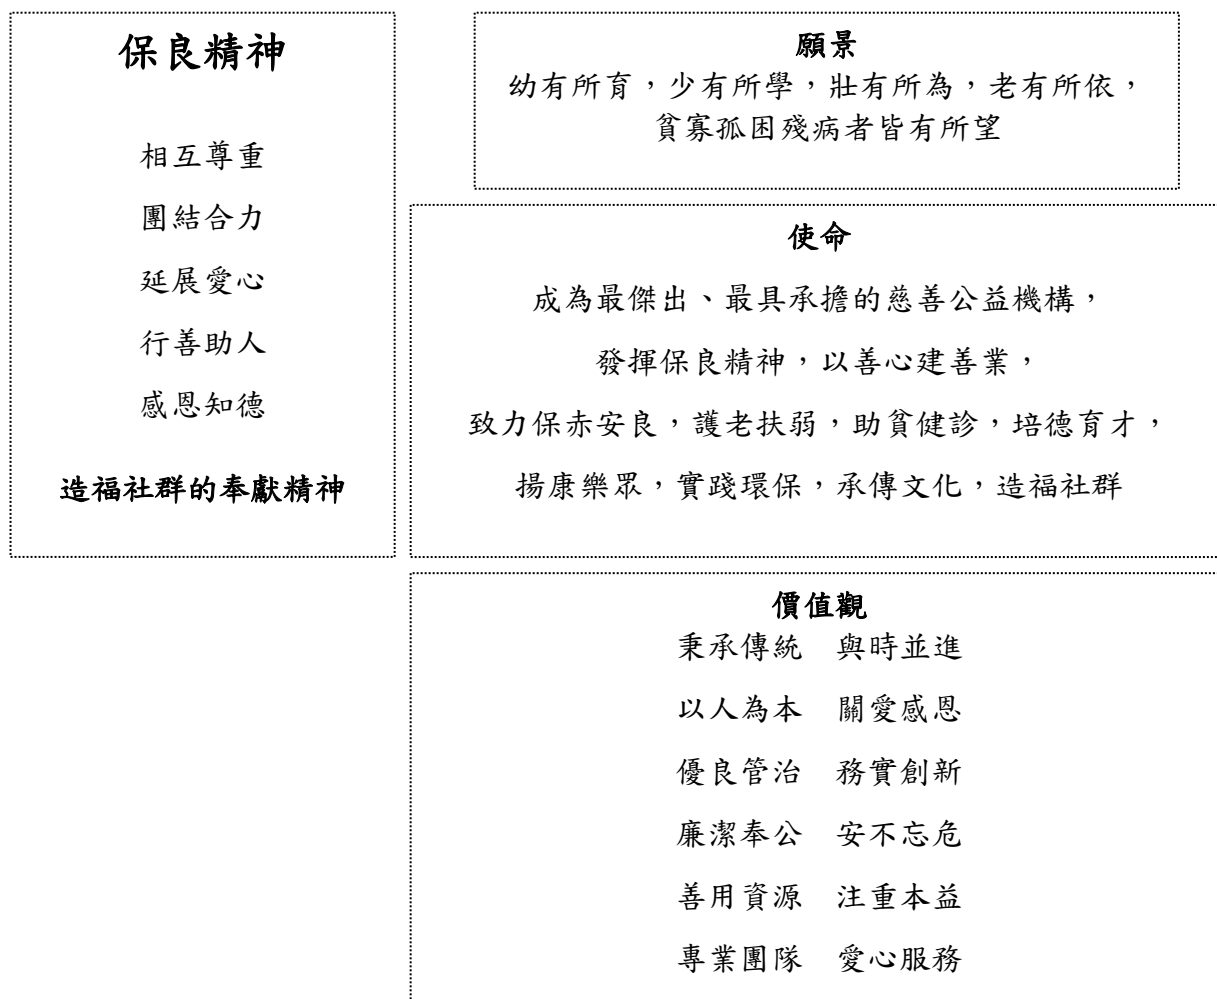 保良精神
相互尊重
團結合力
延展愛心
行善助人
感恩知德
造福社群的奉獻精神
願景
幼有所育，少有所學，壯有所為，老有所依，
貧寡孤困殘病者皆有所望
使命
成為最傑出、最具承擔的慈善公益機構，
發揮保良精神，以善心建善業，
致力保赤安良，護老扶弱，助貧健診，培德育才，
揚康樂眾，實踐環保，承傳文化，造福社群
價值觀
秉承傳統　與時並進
以人為本　關愛感恩
優良管治　務實創新
廉潔奉公　安不忘危
善用資源　注重本益
專業團隊　愛心服務